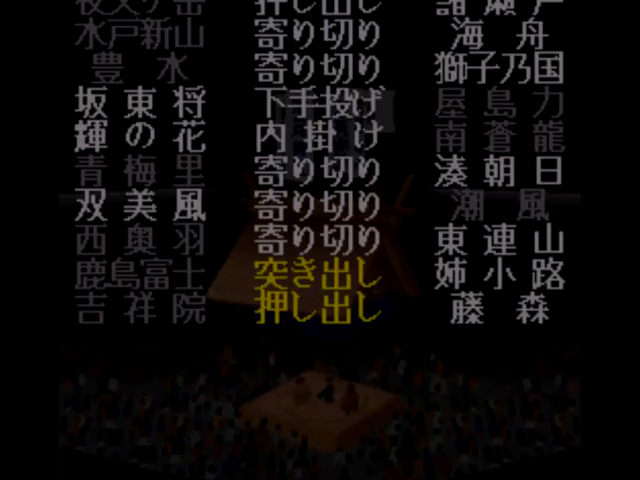 押し出し
水戸新山 寄り切り 海舟
豊水 寄り切り 獅子乃国
坂東将 下手投げ 屋島力
輝の花 内掛け 南蒼龍
青梅里 寄り切り 湊朝日
双美風 寄り切り 潮風
西奥羽 寄り切り 東連山
鹿島富士 突き出し 姉小路
吉祥院 押し出し 藤森